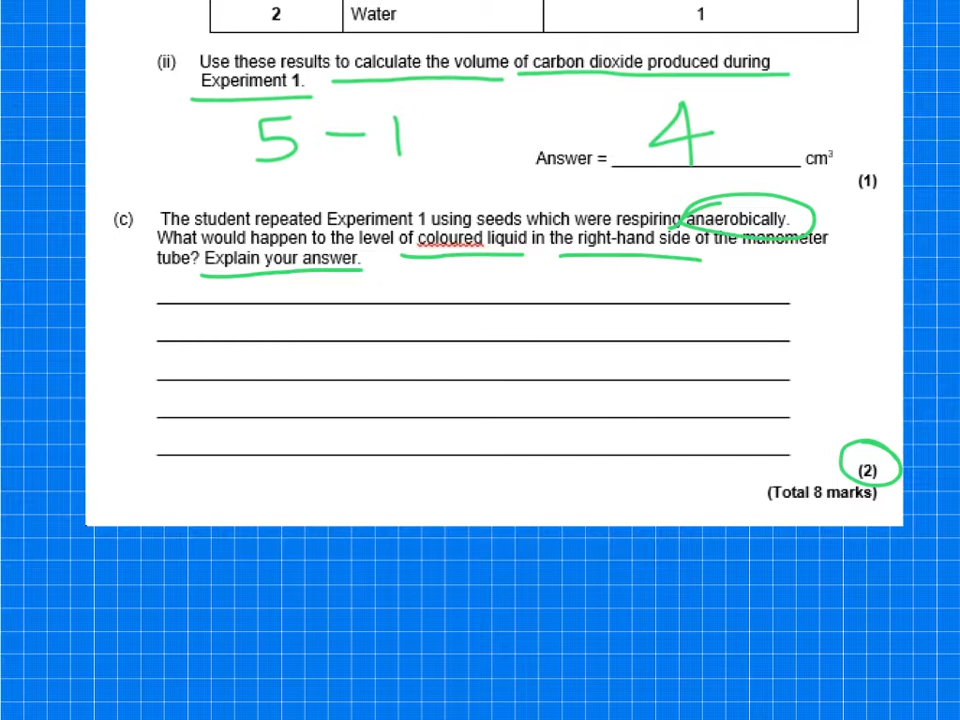 2 Water 1
(ii) Use these results to calculate the volume of carbon dioxide produced during
Experiment 1.
5 - 1
4
Answer = ____________________ cm³
(1)
(c) The student repeated Experiment 1 using seeds which were respiring anaerobically.
What would happen to the level of coloured liquid in the right-hand side of the manometer
tube? Explain your answer.
(2)
(Total 8 marks)